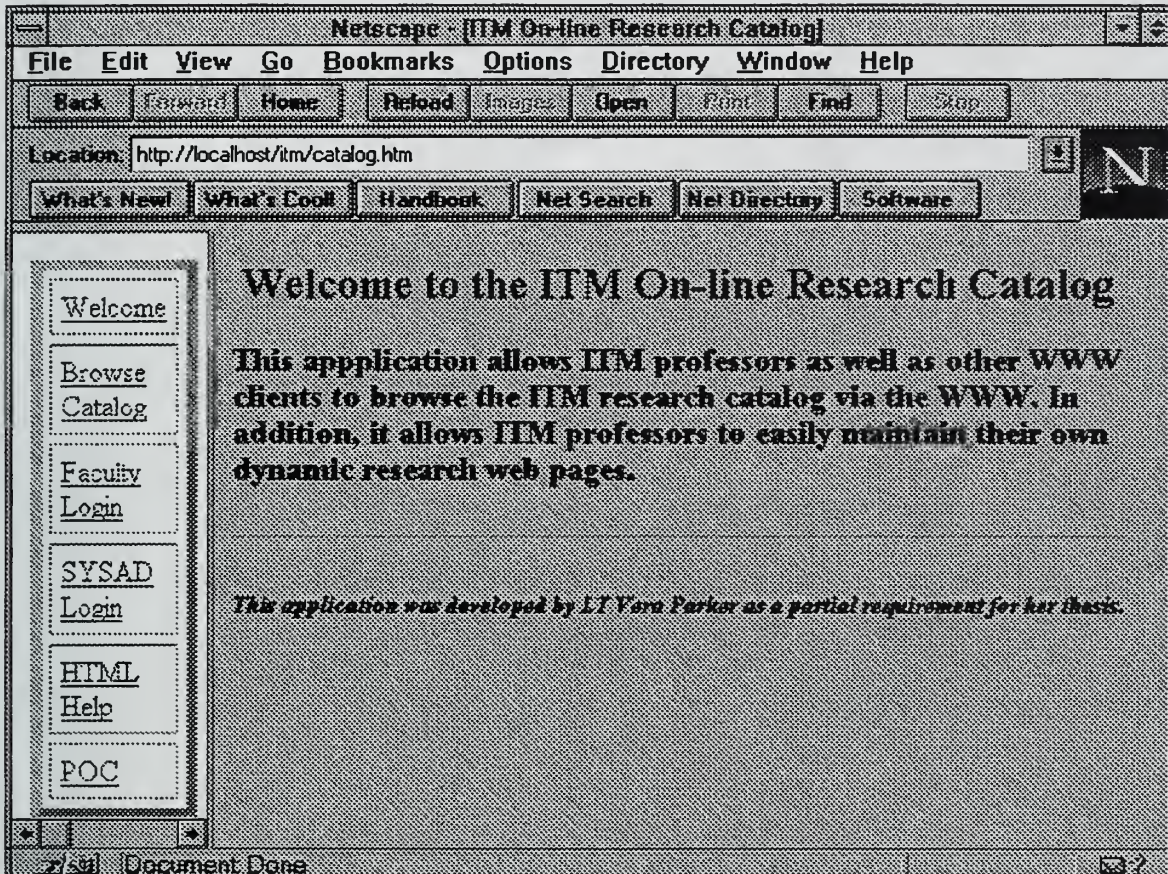 Netscape - [ITM On-line Research Catalog]
File Edit View Go Bookmarks Options Directory Window Help
Back Forward Home Reload Images Open Print Find Stop
Location: http://localhost/itm/catalog.htm
N
What's New! What's Cool! Handbook Net Search Net Directory Software
Welcome
Browse
Catalog
Faculty
Login
SYSAD
Login
HTML
Help
POC
Welcome to the ITM On-line Research Catalog
This appplication allows ITM professors as well as other WWW
clients to browse the ITM research catalog via the WWW. In
addition, it allows ITM professors to easily maintain their own
dynamic research web pages.
This application was developed by LT Vera Parker as a partial requirement for her thesis.
Document Done
?